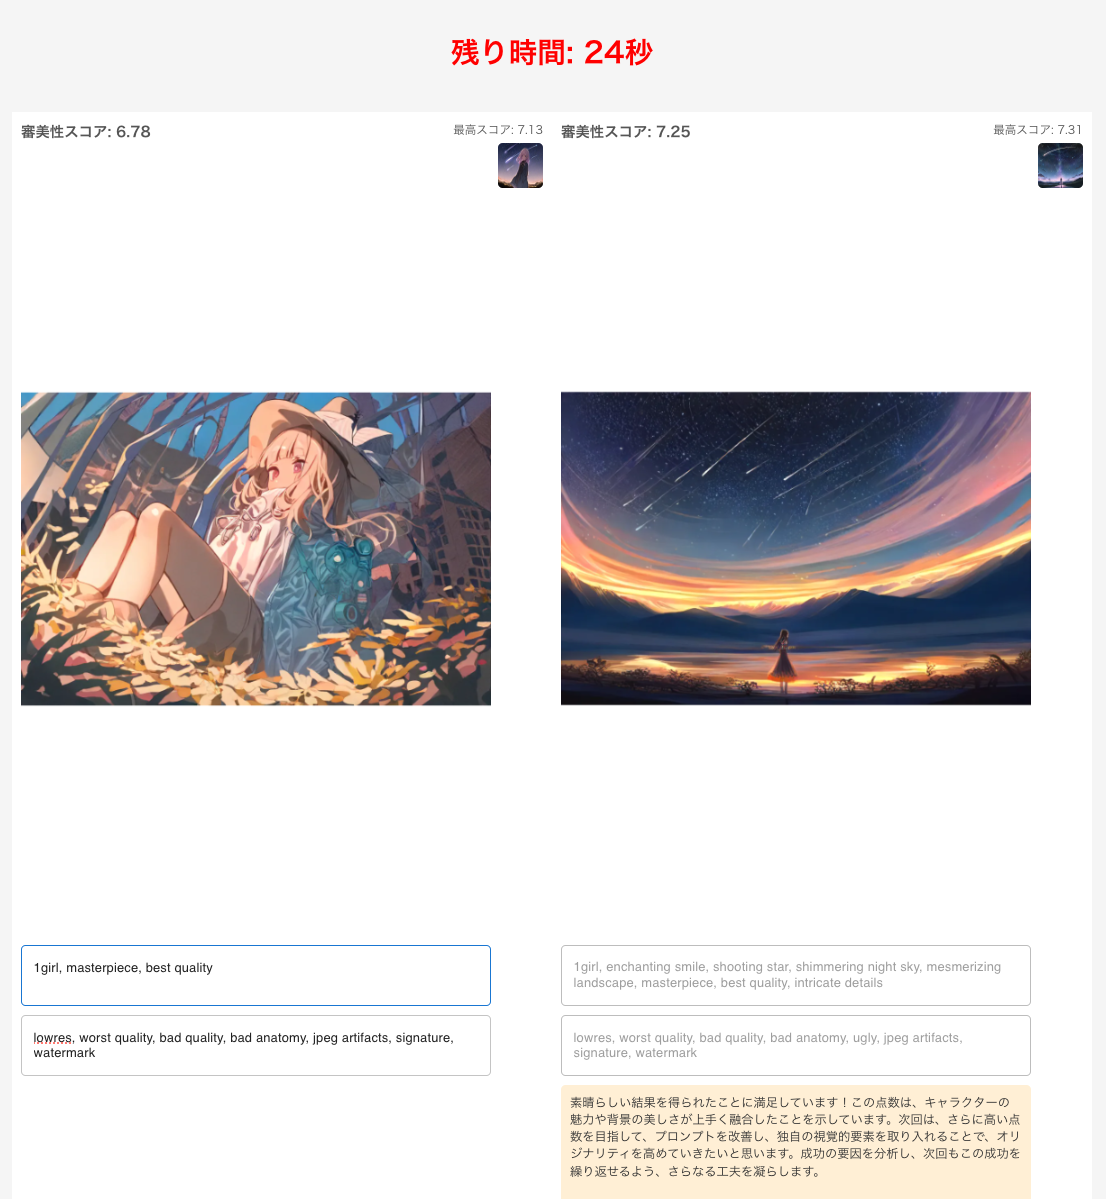 残り時間: 24秒
審美性スコア: 6.78
最高スコア: 7.13
審美性スコア: 7.25
最高スコア: 7.31
1girl, masterpiece, best quality
lowres, worst quality, bad quality, bad anatomy, jpeg artifacts, signature,
watermark
1girl, enchanting smile, shooting star, shimmering night sky, mesmerizing
landscape, masterpiece, best quality, intricate details
lowres, worst quality, bad quality, bad anatomy, ugly, jpeg artifacts,
signature, watermark
素晴らしい結果を得られたことに満足しています！この点数は、キャラクターの
魅力や背景の美しさが上手く融合したことを示しています。次回は、さらに高い点
数を目指して、プロンプトを改善し、独自の視覚的要素を取り入れることで、オリ
ジナリティを高めていきたいと思います。成功の要因を分析し、次回もこの成功を
繰り返せるよう、さらなる工夫を凝らします。